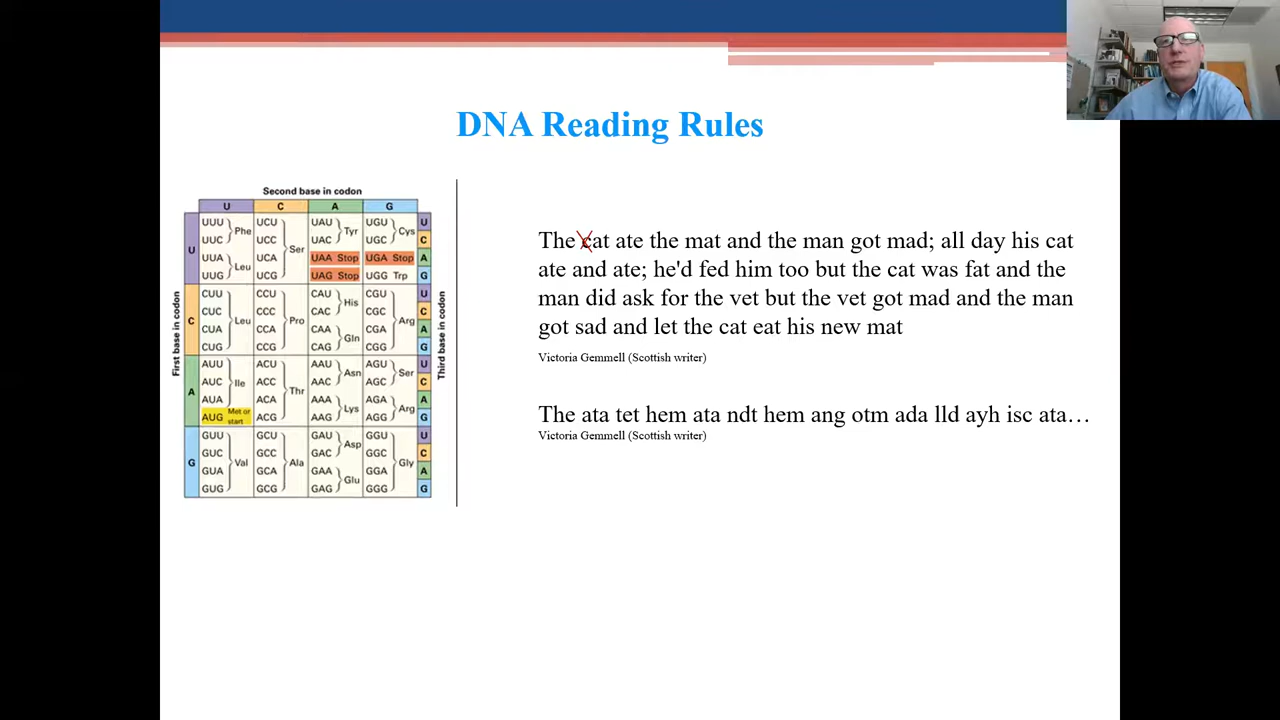 DNA Reading Rules
Second base in codon
U C A G
First base in codon
Third base in codon
U
UUU UUC Phe
UUA UUG Leu
UCU UCC UCA UCG Ser
UAU UAC Tyr
UAA Stop
UAG Stop
UGU UGC Cys
UGA Stop
UGG Trp
U C A G
C
CUU CUC CUA CUG Leu
CCU CCC CCA CCG Pro
CAU CAC His
CAA CAG Gln
CGU CGC CGA CGG Arg
U C A G
A
AUU AUC AUA Ile
AUG Met or start
ACU ACC ACA ACG Thr
AAU AAC Asn
AAA AAG Lys
AGU AGC Ser
AGA AGG Arg
U C A G
G
GUU GUC GUA GUG Val
GCU GCC GCA GCG Ala
GAU GAC Asp
GAA GAG Glu
GGU GGC GGA GGG Gly
U C A G
The cat ate the mat and the man got mad; all day his cat
ate and ate; he'd fed him too but the cat was fat and the
man did ask for the vet but the vet got mad and the man
got sad and let the cat eat his new mat
Victoria Gemmell (Scottish writer)
The ata tet hem ata ndt hem ang otm ada lld ayh isc ata…
Victoria Gemmell (Scottish writer)